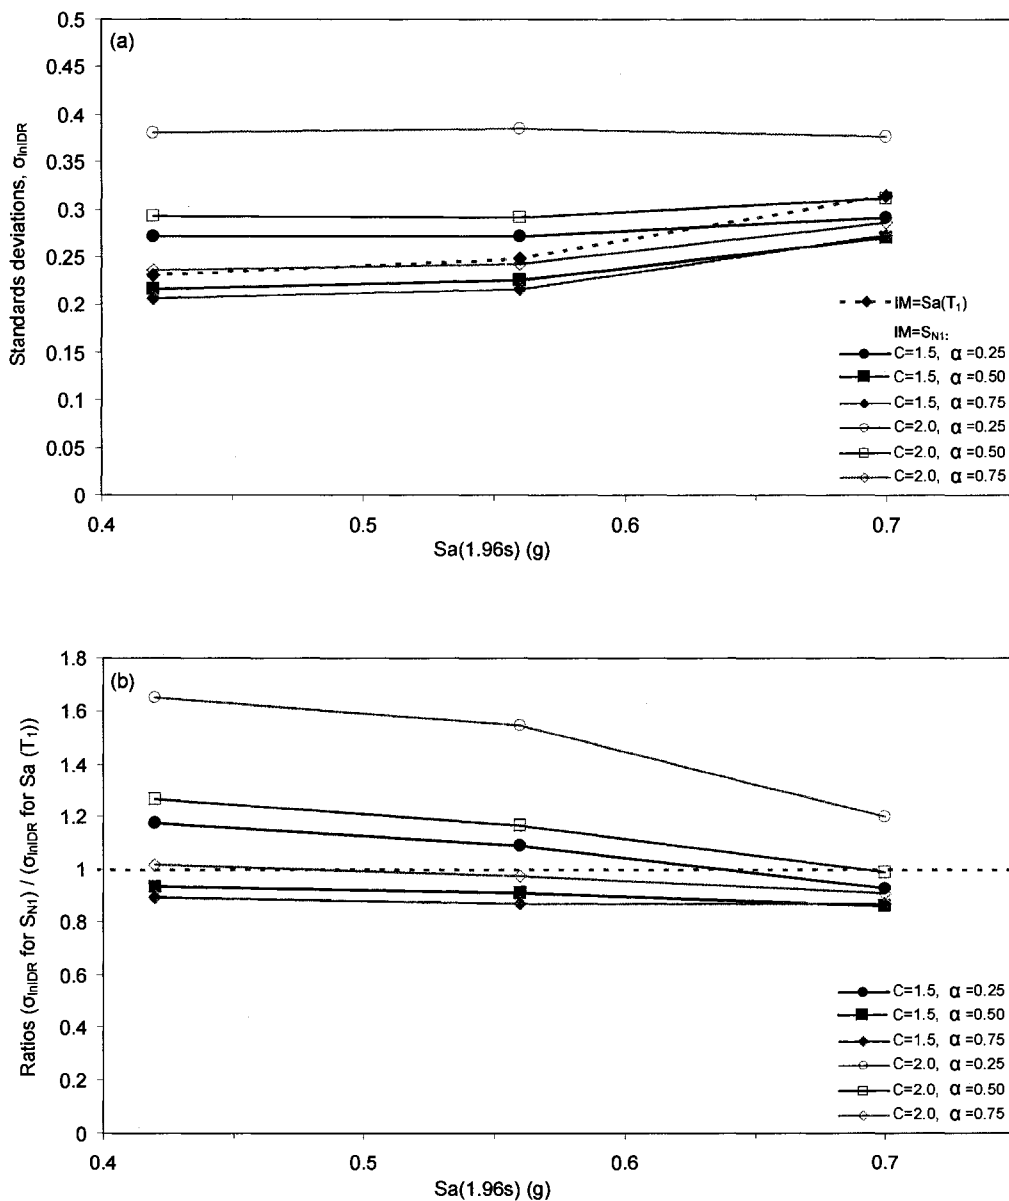 (a)
0.5
0.45
0.4
0.35
0.3
0.25
0.2
0.15
0.1
0.05
0
Standards deviations, σlnIDR
0.4
0.5
0.6
0.7
Sa(1.96s) (g)
IM=Sa(T1)
IM=SN1:
C=1.5, α=0.25
C=1.5, α=0.50
C=1.5, α=0.75
C=2.0, α=0.25
C=2.0, α=0.50
C=2.0, α=0.75
(b)
1.8
1.6
1.4
1.2
1
0.8
0.6
0.4
0.2
0
Ratios (σlnIDR for SN1) / (σlnIDR for Sa (T1))
0.4
0.5
0.6
0.7
Sa(1.96s) (g)
C=1.5, α=0.25
C=1.5, α=0.50
C=1.5, α=0.75
C=2.0, α=0.25
C=2.0, α=0.50
C=2.0, α=0.75